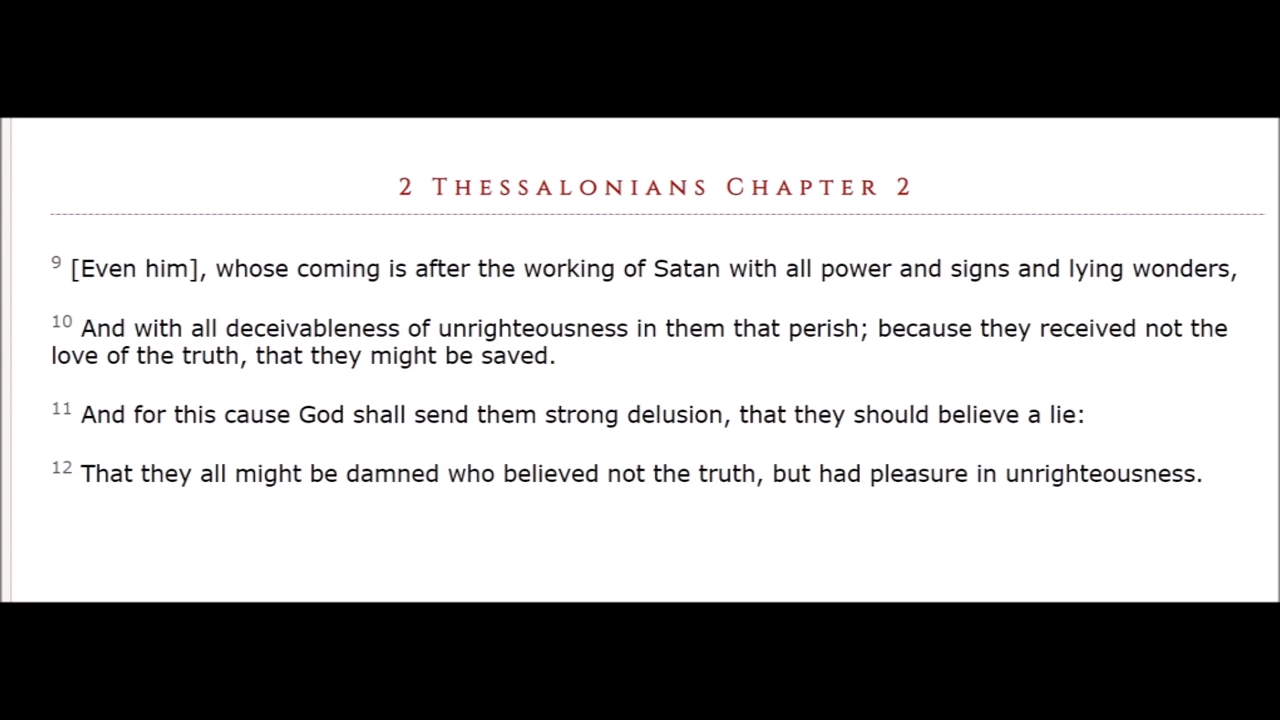 2 Thessalonians Chapter 2
9 [Even him], whose coming is after the working of Satan with all power and signs and lying wonders,
10 And with all deceivableness of unrighteousness in them that perish; because they received not the
love of the truth, that they might be saved.
11 And for this cause God shall send them strong delusion, that they should believe a lie:
12 That they all might be damned who believed not the truth, but had pleasure in unrighteousness.